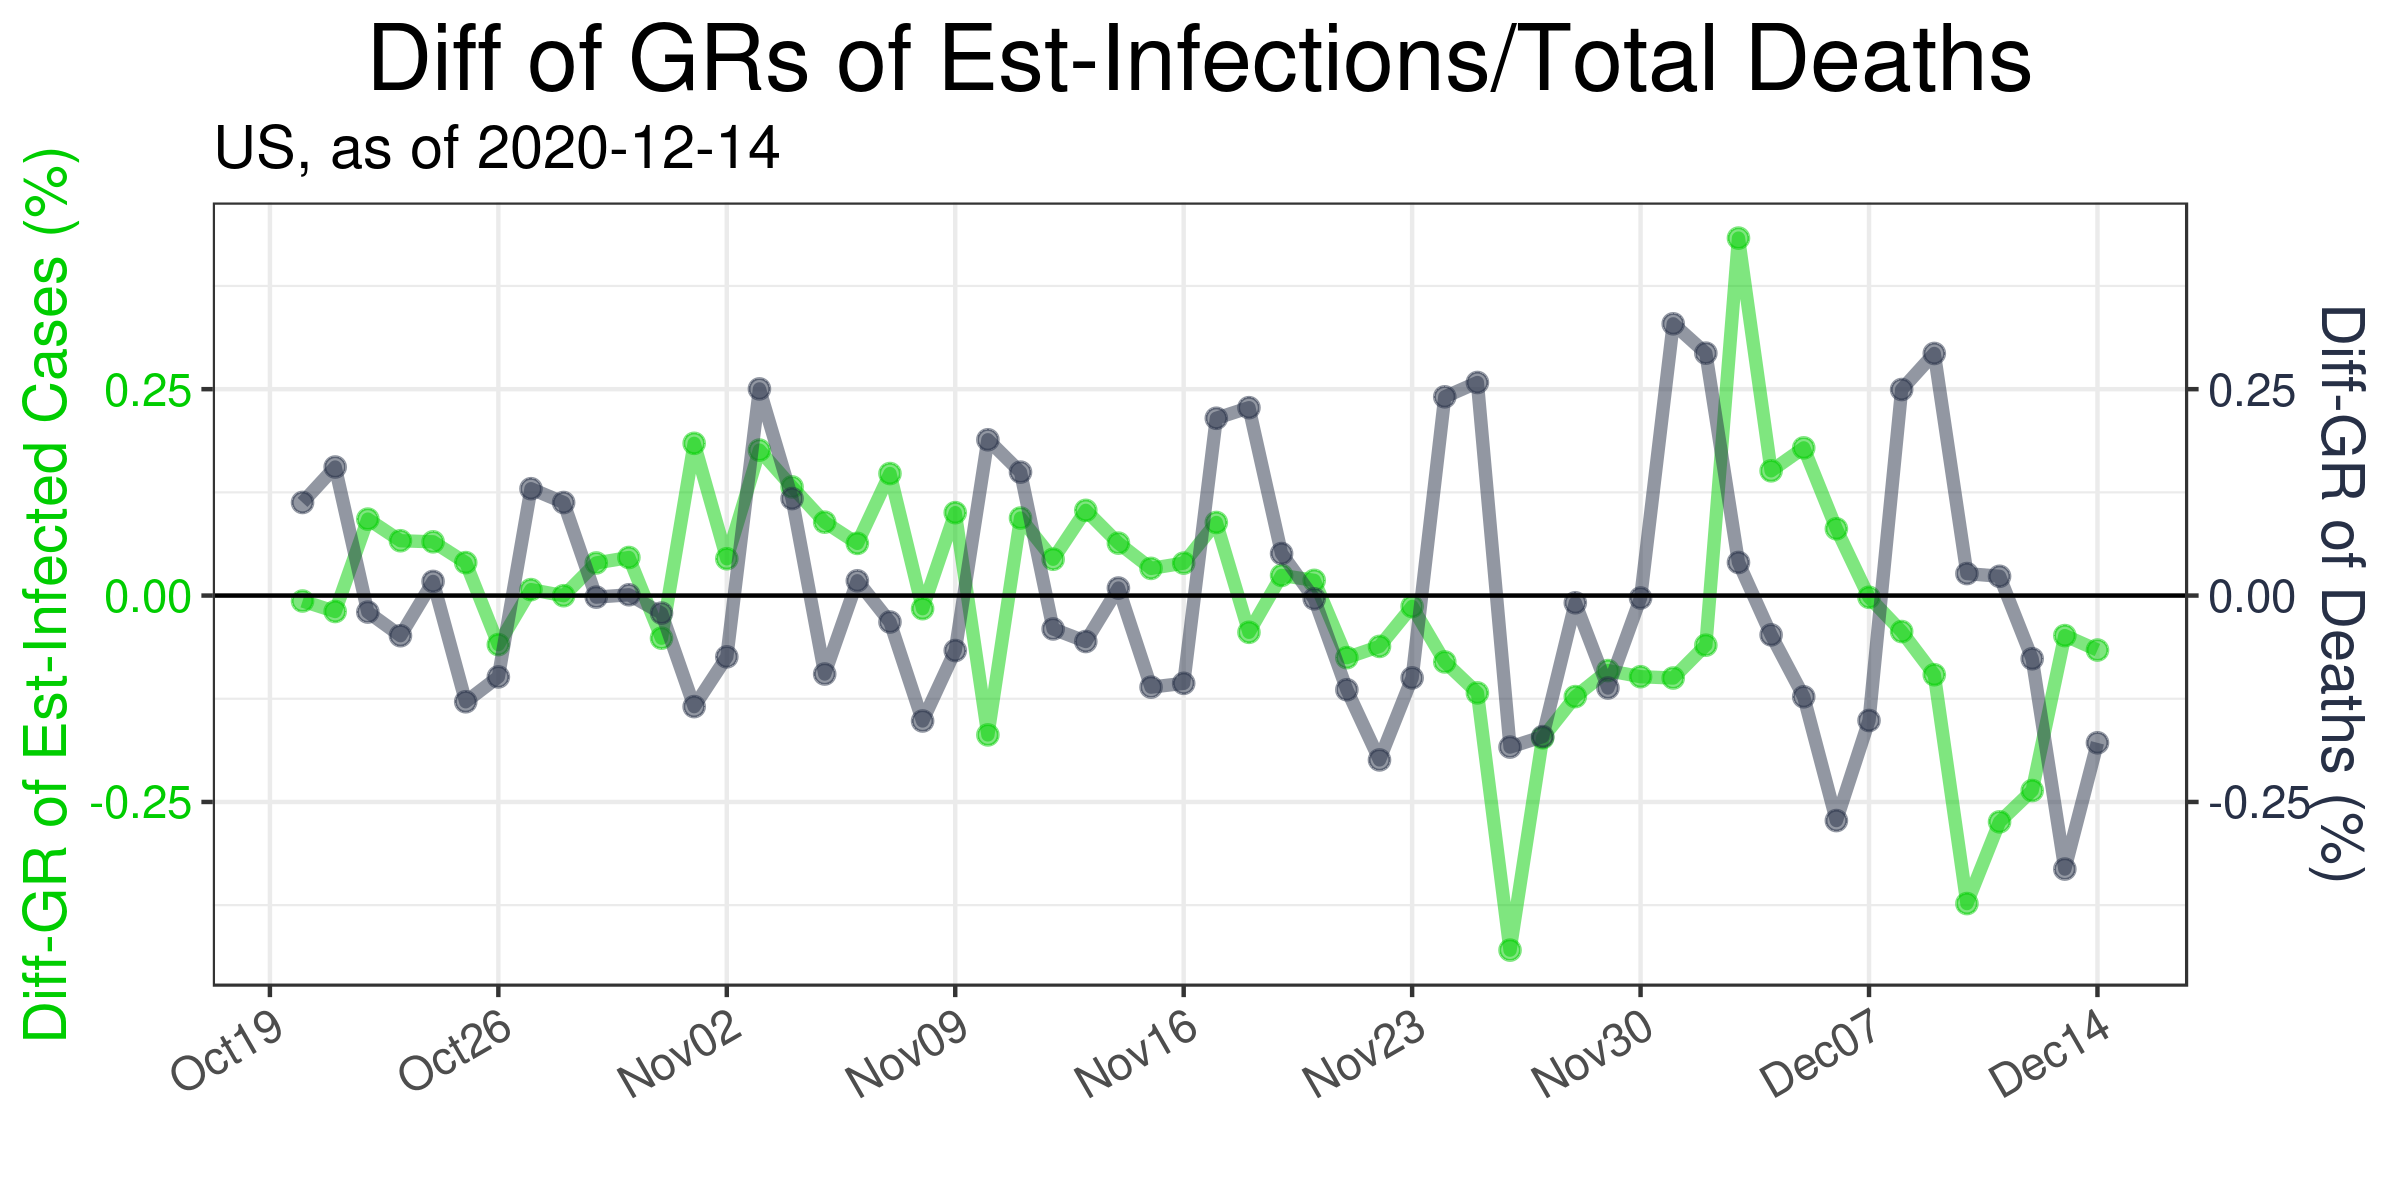 Diff of GRs of Est-Infections/Total Deaths
US, as of 2020-12-14
Diff-GR of Est-Infected Cases (%)
0.25
0.00
-0.25
0.25
0.00
-0.25
Diff-GR of Deaths (%)
Oct19
Oct26
Nov02
Nov09
Nov16
Nov23
Nov30
Dec07
Dec14